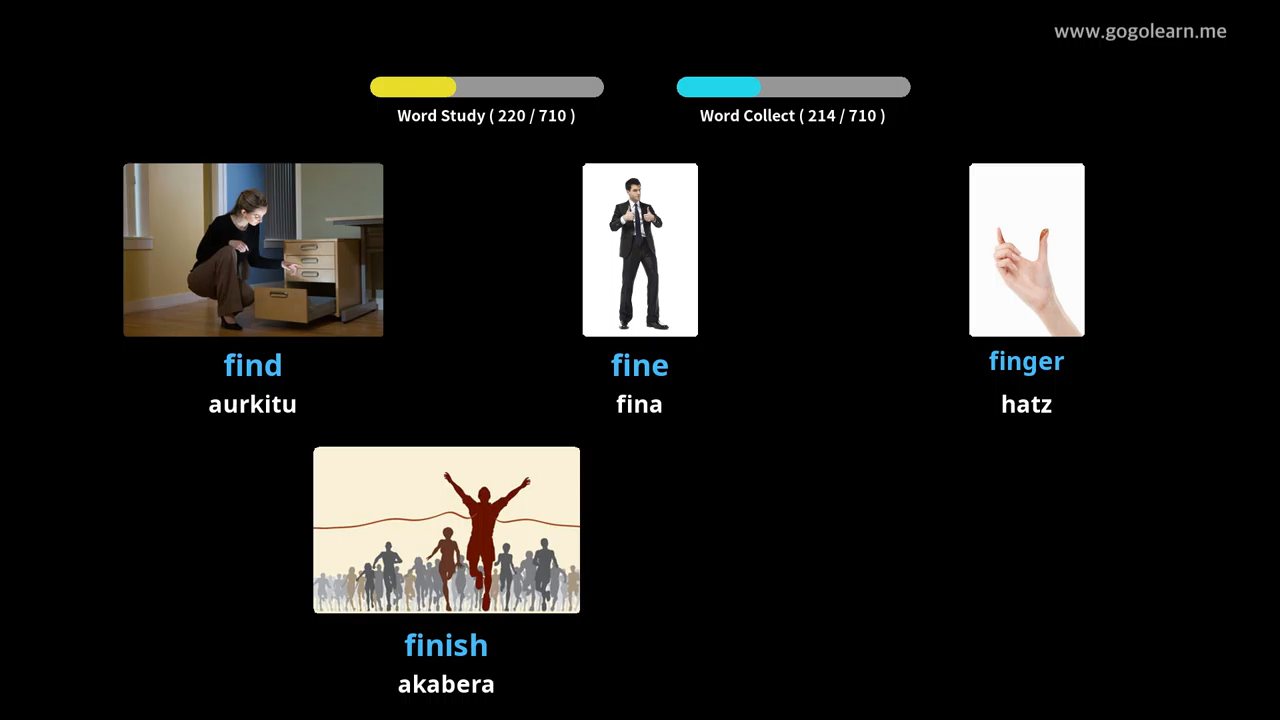 www.gogolearn.me
Word Study ( 220 / 710 )
Word Collect ( 214 / 710 )
find
aurkitu
fine
fina
finger
hatz
finish
akabera